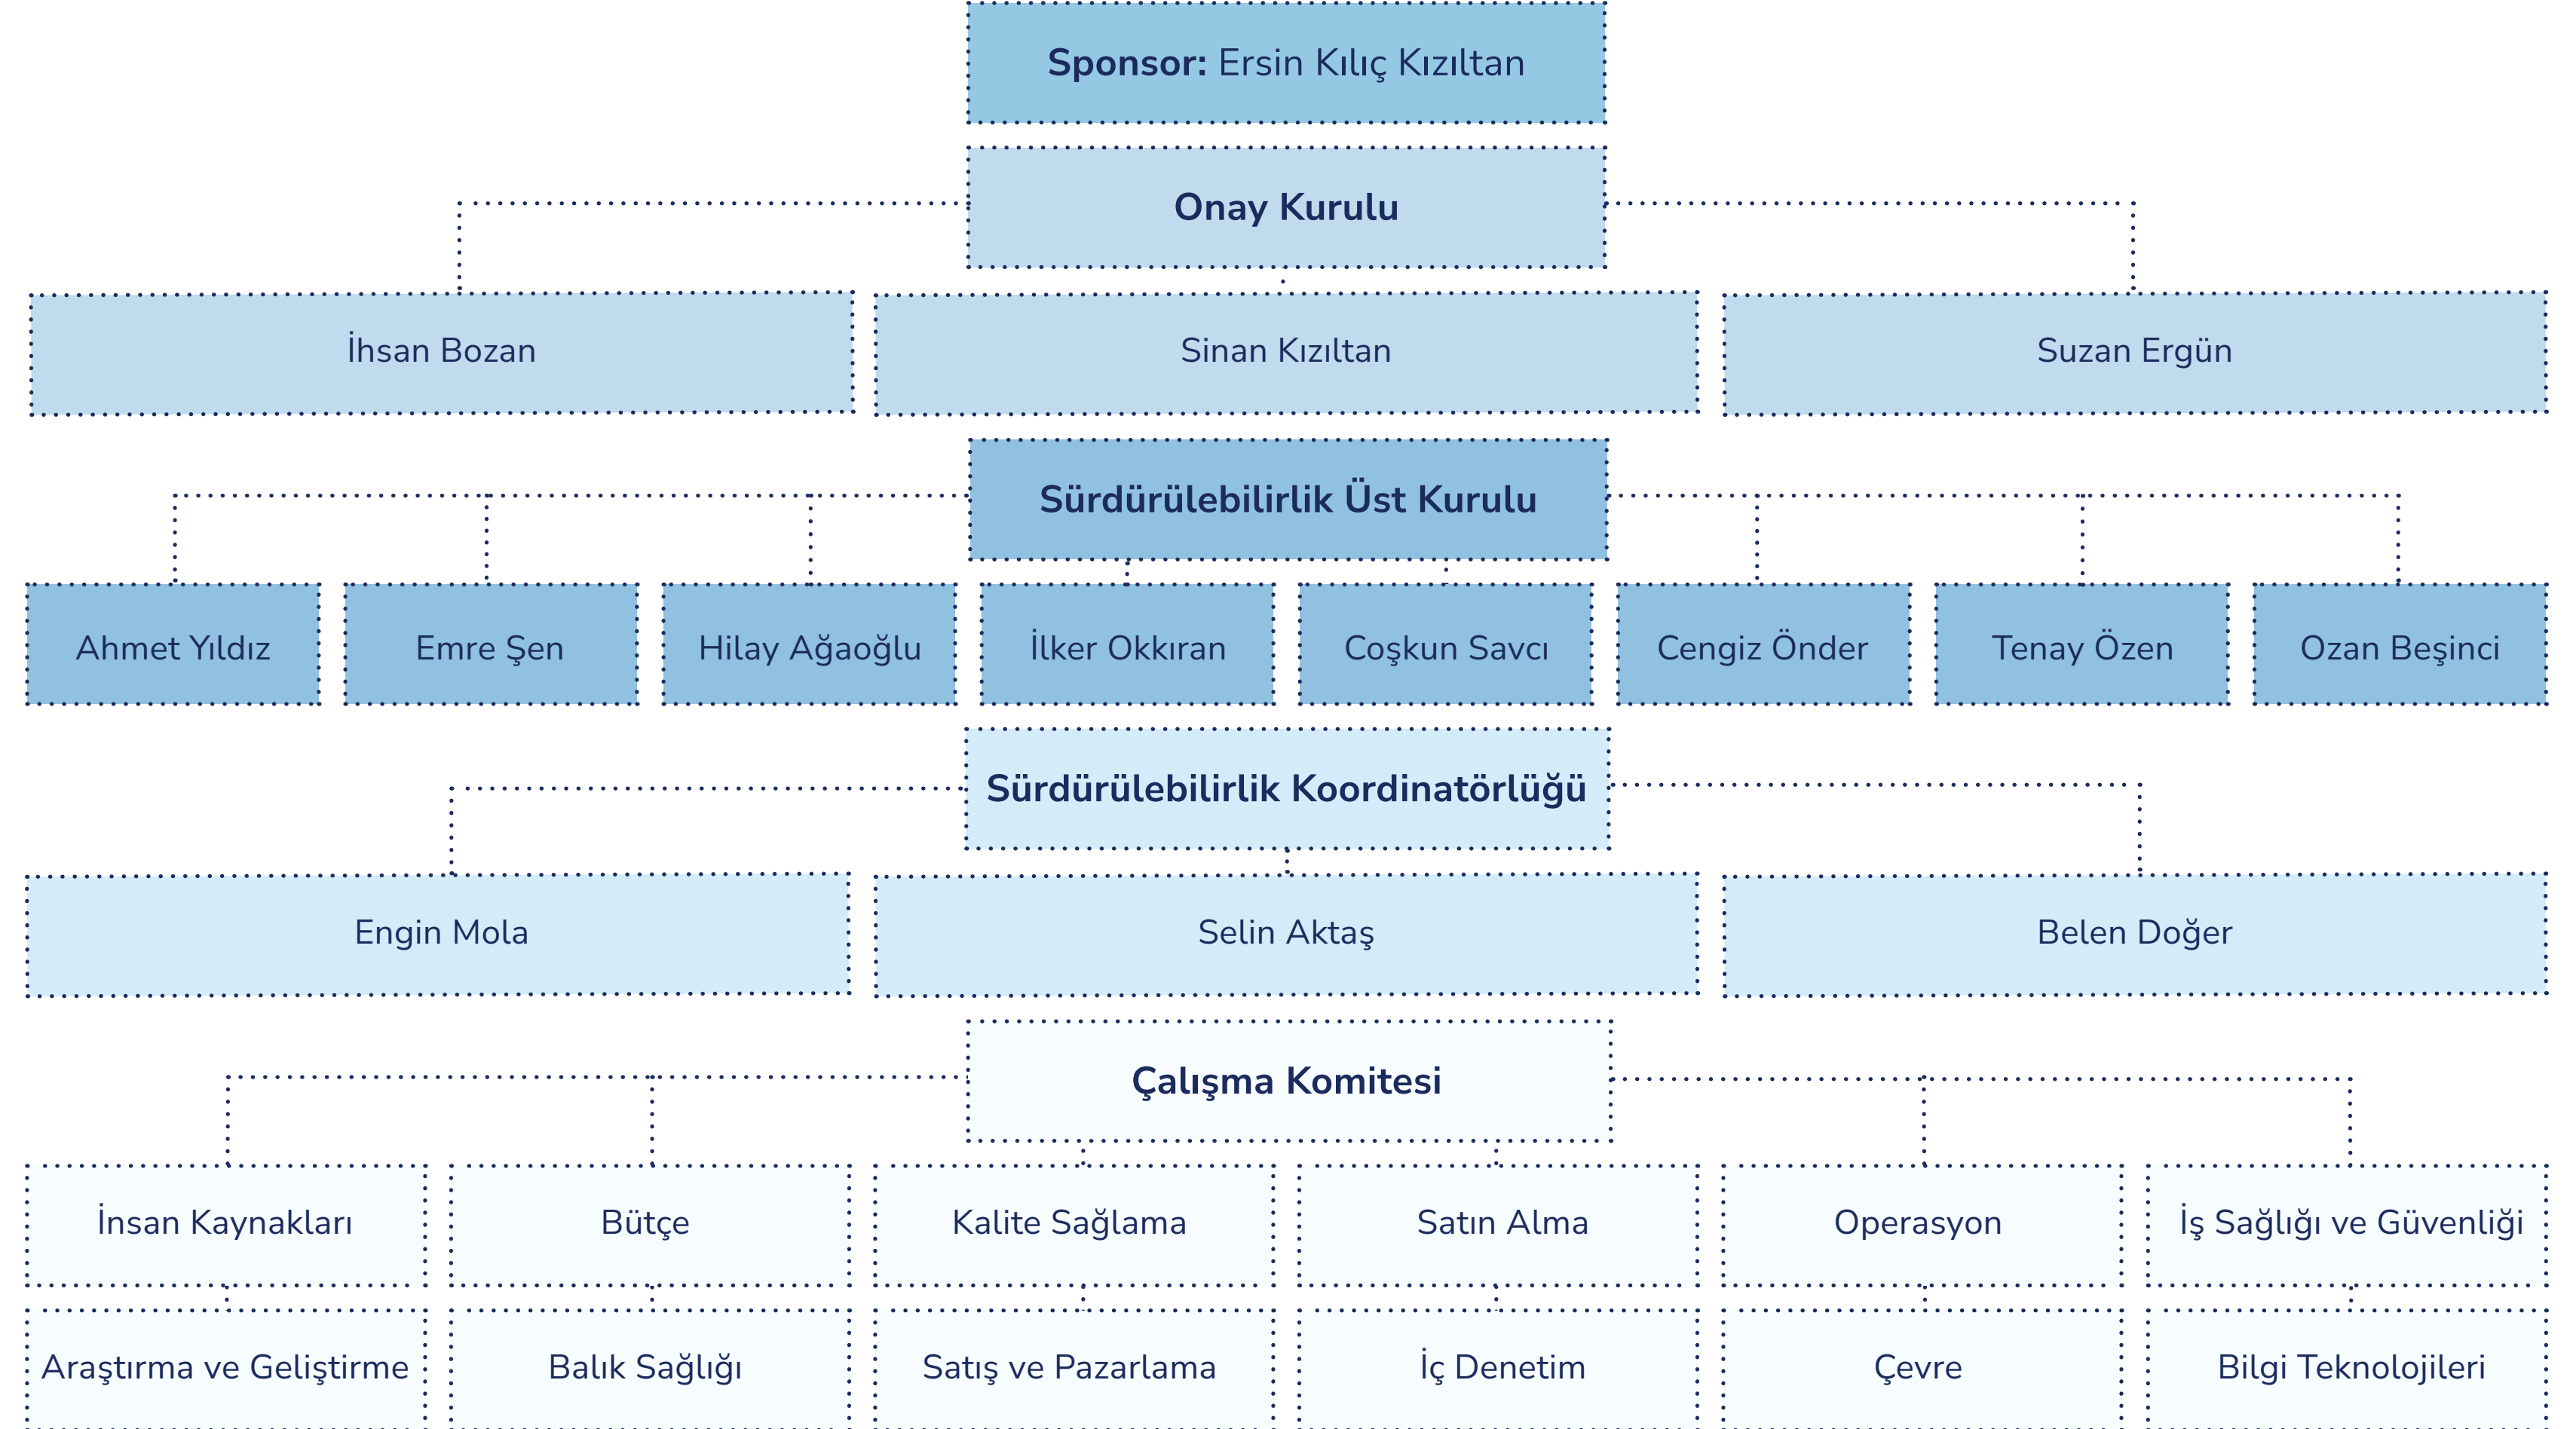 Sponsor: Ersin Kılıç Kızıltan
Onay Kurulu
İhsan Bozan
Sinan Kızıltan
Suzan Ergün
Sürdürülebilirlik Üst Kurulu
Ahmet Yıldız
Emre Şen
Hilay Ağaoğlu
İlker Okkıran
Coşkun Savcı
Cengiz Önder
Tenay Özen
Ozan Beşinci
Sürdürülebilirlik Koordinatörlüğü
Engin Mola
Selin Aktaş
Belen Doğer
Çalışma Komitesi
İnsan Kaynakları
Bütçe
Kalite Sağlama
Satın Alma
Operasyon
İş Sağlığı ve Güvenliği
Araştırma ve Geliştirme
Balık Sağlığı
Satış ve Pazarlama
İç Denetim
Çevre
Bilgi Teknolojileri